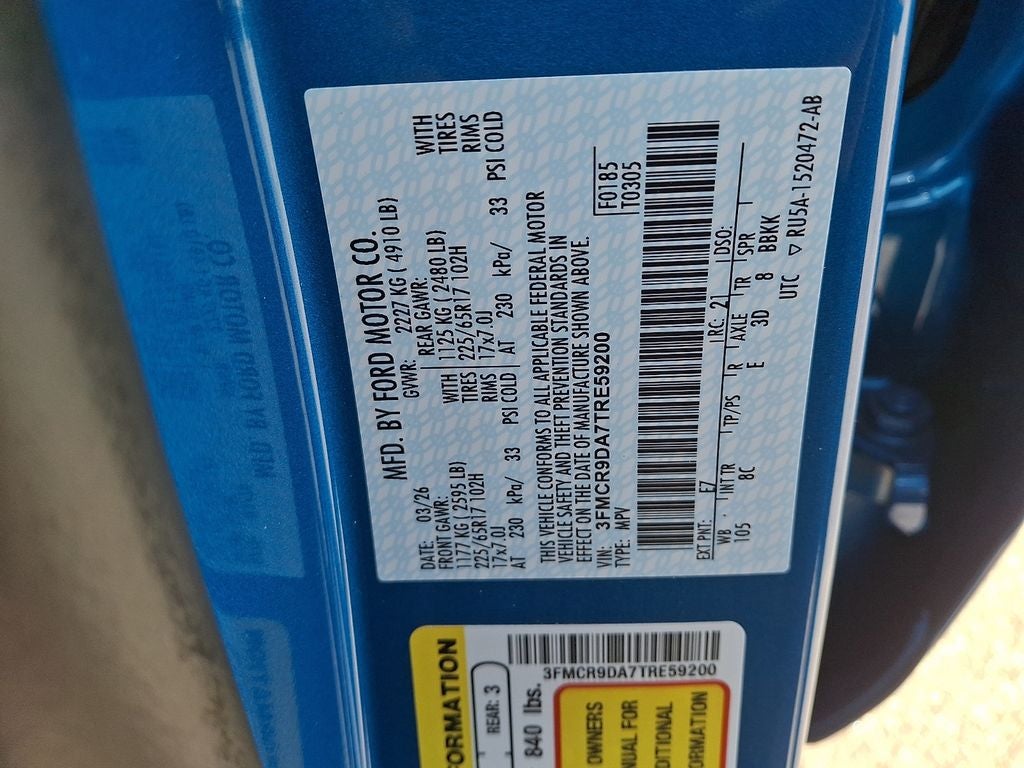 MFD. BY FORD MOTOR CO.
DATE: 03/26
GVWR: 2227 KG ( 4910 LB)
FRONT GAWR:
REAR GAWR:
1177 KG ( 2595 LB) WITH 1125 KG ( 2480 LB) WITH
225/65R17 102H TIRES 225/65R17 102H TIRES
17x7.0J RIMS 17x7.0J RIMS
AT 230 kPa/ 33 PSI COLD AT 230 kPa/ 33 PSI COLD
THIS VEHICLE CONFORMS TO ALL APPLICABLE FEDERAL MOTOR
VEHICLE SAFETY AND THEFT PREVENTION STANDARDS IN
EFFECT ON THE DATE OF MANUFACTURE SHOWN ABOVE.
VIN: 3FMCR9DA7TRE59200
TYPE: MPV
F0185
T0305
EXT PNT: E7 RC: 21 DSO:
WB INT TR TP/PS R AXLE TR SPR
105 8C E 3D 8 BBKK
UTC ▽ RU5A-1520472-AB
ORMATION
REAR: 3
840 lbs.
3FMCR9DA7TRE59200
OWNERS
NUAL FOR
DITIONAL
ORMATION